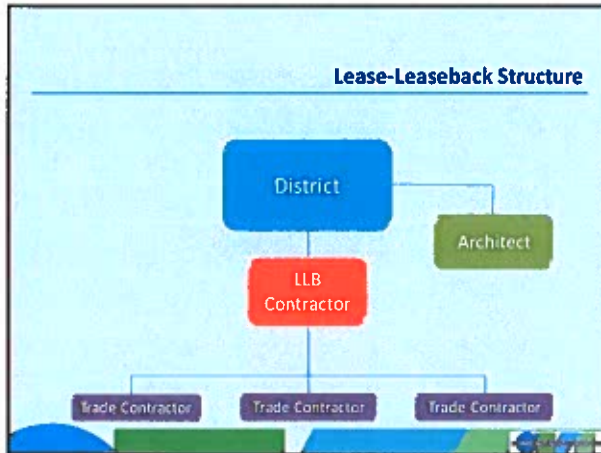 Lease-Leaseback Structure
District
Architect
LLB
Contractor
Trade Contractor
Trade Contractor
Trade Contractor